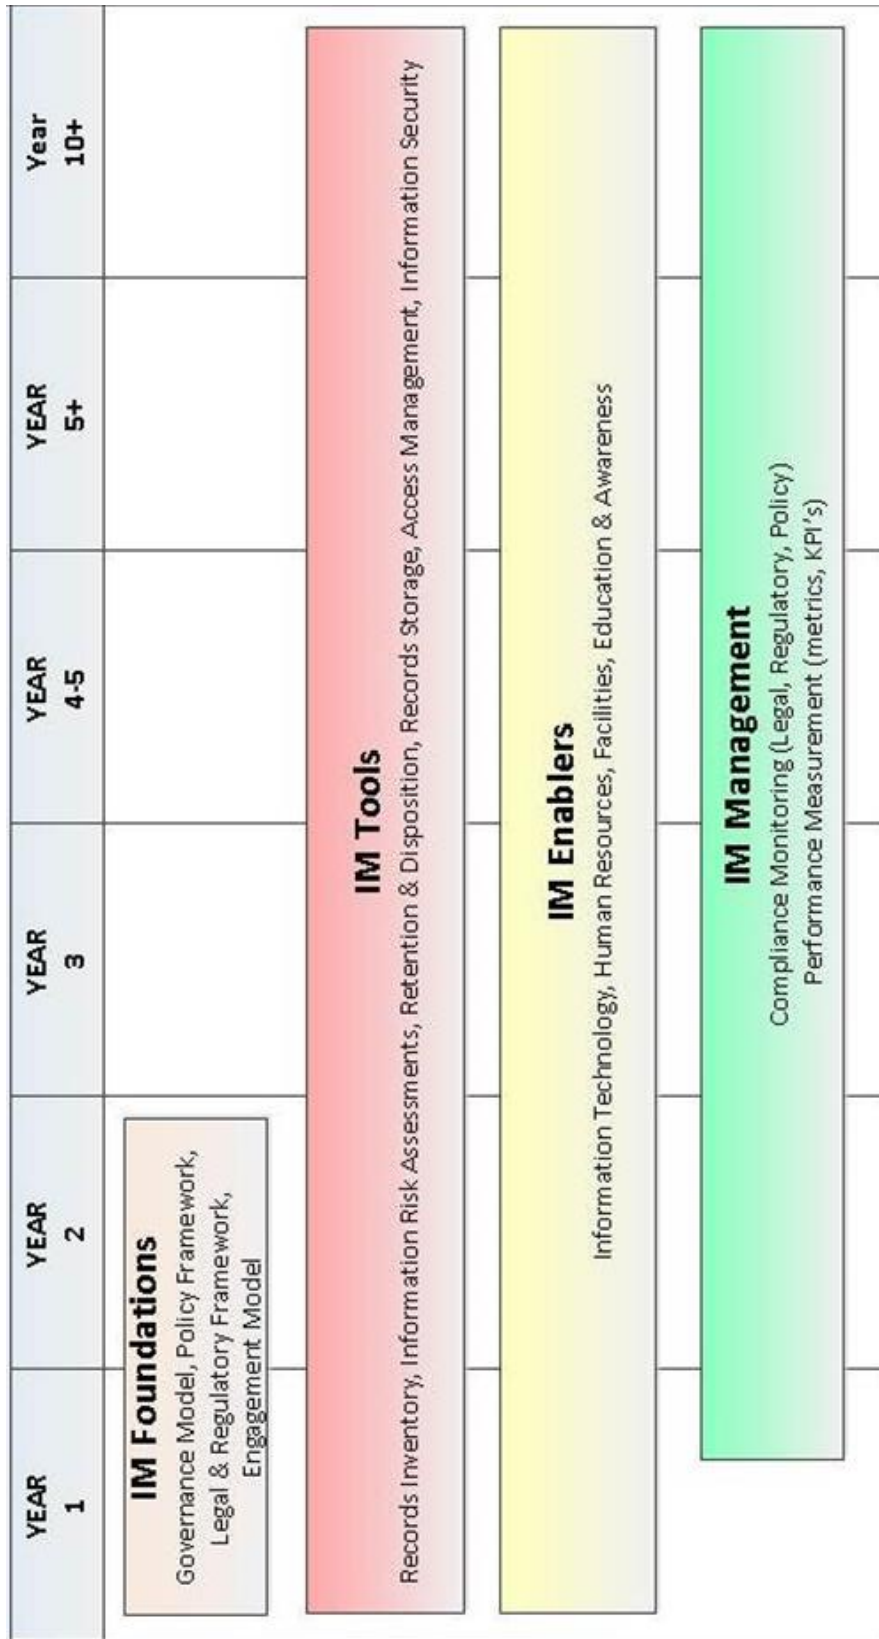 YEAR
1
YEAR
2
YEAR
3
YEAR
4-5
YEAR
5+
Year
10+
IM Foundations
Governance Model, Policy Framework,
Legal & Regulatory Framework,
Engagement Model
IM Tools
Records Inventory, Information Risk Assessments, Retention & Disposition, Records Storage, Access Management, Information Security
IM Enablers
Information Technology, Human Resources, Facilities, Education & Awareness
IM Management
Compliance Monitoring (Legal, Regulatory, Policy)
Performance Measurement (metrics, KPI's)